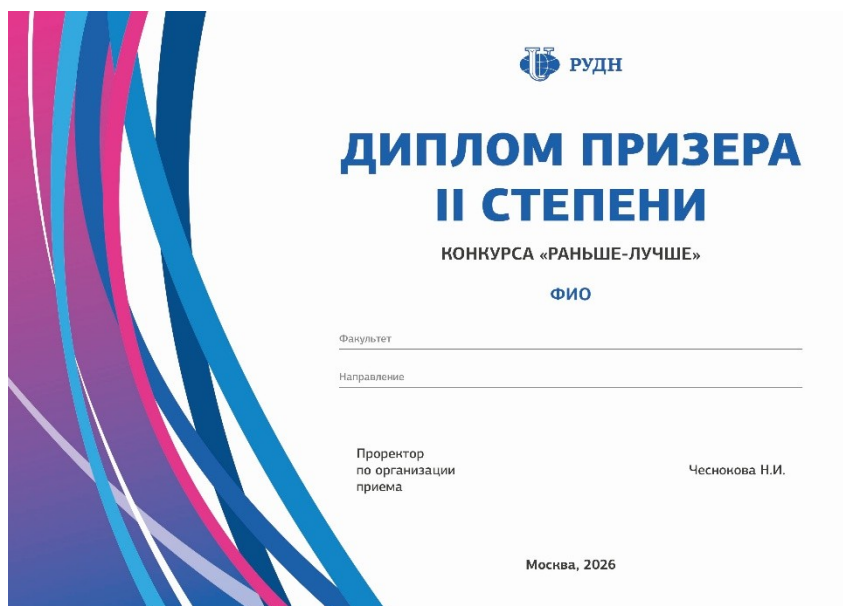 РУДН
ДИПЛОМ ПРИЗЕРА
II СТЕПЕНИ
КОНКУРСА «РАНЬШЕ-ЛУЧШЕ»
ФИО
Факультет
Направление
Проректор
по организации
приема
Чеснокова Н.И.
Москва, 2026